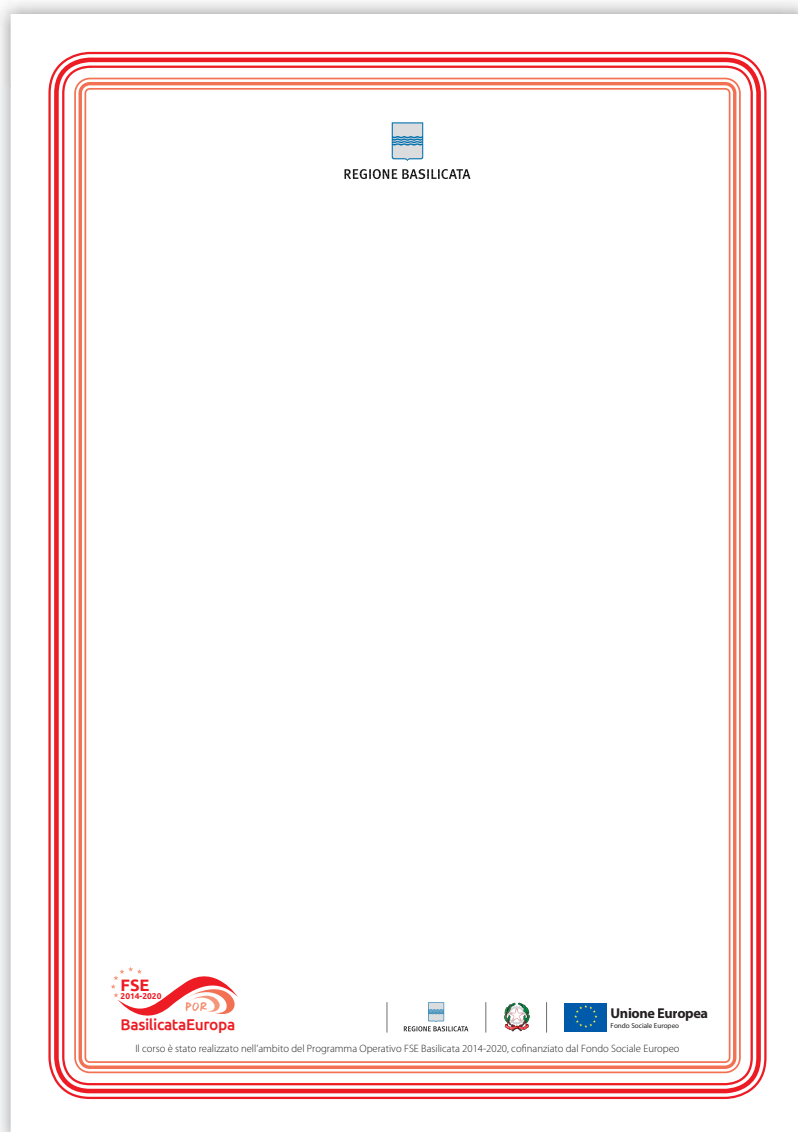 REGIONE BASILICATA
FSE
2014-2020
POR
BasilicataEuropa
REGIONE BASILICATA
Unione Europea
Fondo Sociale Europeo
Il corso è stato realizzato nell'ambito del Programma Operativo FSE Basilicata 2014-2020, cofinanziato dal Fondo Sociale Europeo